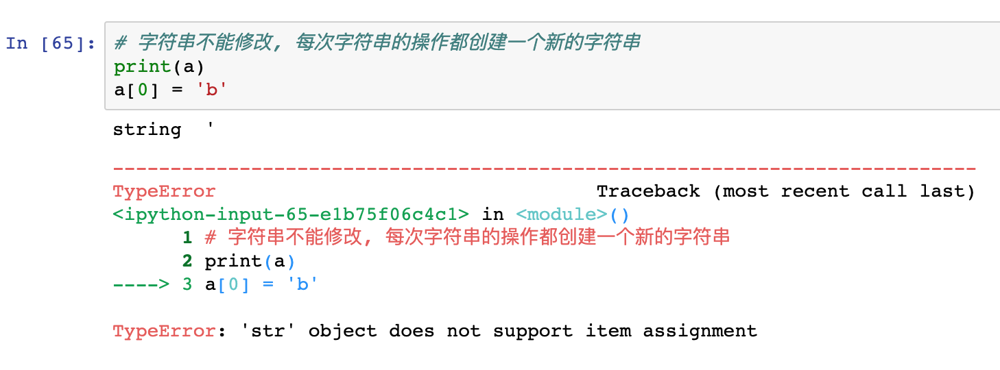 In [65]: # 字符串不能修改, 每次字符串的操作都创建一个新的字符串
print(a)
a[0] = 'b'
string  '
---------------------------------------------------------------------------
TypeError                                 Traceback (most recent call last)
<ipython-input-65-e1b75f06c4c1> in <module>()
      1 # 字符串不能修改, 每次字符串的操作都创建一个新的字符串
      2 print(a)
----> 3 a[0] = 'b'
TypeError: 'str' object does not support item assignment